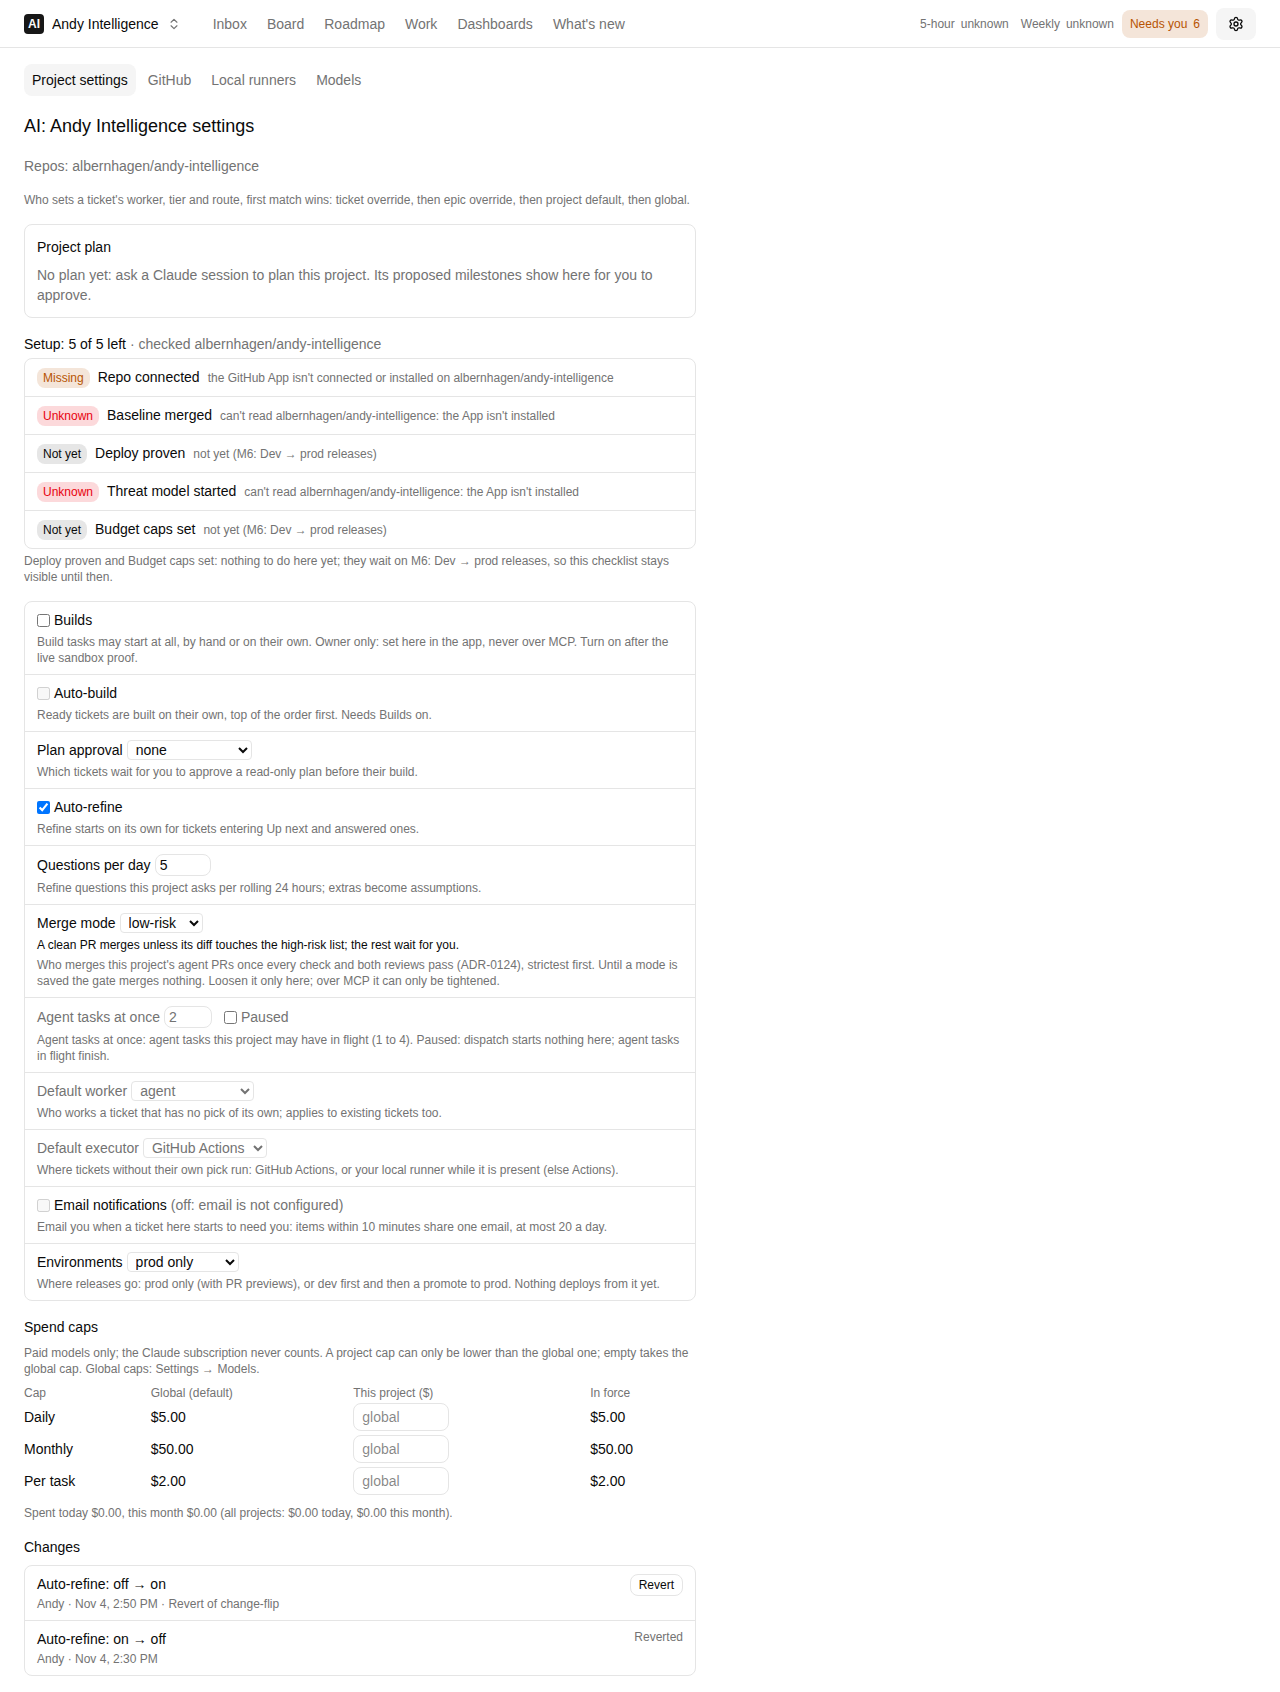 AI Andy Intelligence Inbox Board Roadmap Work Dashboards What's new 5-hour unknown Weekly unknown Needs you 6
Project settings GitHub Local runners Models
AI: Andy Intelligence settings
Repos: albernhagen/andy-intelligence
Who sets a ticket's worker, tier and route, first match wins: ticket override, then epic override, then project default, then global.
Project plan
No plan yet: ask a Claude session to plan this project. Its proposed milestones show here for you to
approve.
Setup: 5 of 5 left · checked albernhagen/andy-intelligence
Missing Repo connected the GitHub App isn't connected or installed on albernhagen/andy-intelligence
Unknown Baseline merged can't read albernhagen/andy-intelligence: the App isn't installed
Not yet Deploy proven not yet (M6: Dev → prod releases)
Unknown Threat model started can't read albernhagen/andy-intelligence: the App isn't installed
Not yet Budget caps set not yet (M6: Dev → prod releases)
Deploy proven and Budget caps set: nothing to do here yet; they wait on M6: Dev → prod releases, so this checklist stays
visible until then.
Builds
Build tasks may start at all, by hand or on their own. Owner only: set here in the app, never over MCP. Turn on after the
live sandbox proof.
Auto-build
Ready tickets are built on their own, top of the order first. Needs Builds on.
Plan approval none
Which tickets wait for you to approve a read-only plan before their build.
Auto-refine
Refine starts on its own for tickets entering Up next and answered ones.
Questions per day 5
Refine questions this project asks per rolling 24 hours; extras become assumptions.
Merge mode low-risk
A clean PR merges unless its diff touches the high-risk list; the rest wait for you.
Who merges this project's agent PRs once every check and both reviews pass (ADR-0124), strictest first. Until a mode is
saved the gate merges nothing. Loosen it only here; over MCP it can only be tightened.
Agent tasks at once 2 Paused
Agent tasks at once: agent tasks this project may have in flight (1 to 4). Paused: dispatch starts nothing here; agent tasks
in flight finish.
Default worker agent
Who works a ticket that has no pick of its own; applies to existing tickets too.
Default executor GitHub Actions
Where tickets without their own pick run: GitHub Actions, or your local runner while it is present (else Actions).
Email notifications (off: email is not configured)
Email you when a ticket here starts to need you: items within 10 minutes share one email, at most 20 a day.
Environments prod only
Where releases go: prod only (with PR previews), or dev first and then a promote to prod. Nothing deploys from it yet.
Spend caps
Paid models only; the Claude subscription never counts. A project cap can only be lower than the global one; empty takes the
global cap. Global caps: Settings → Models.
Cap Global (default) This project ($) In force
Daily $5.00 global $5.00
Monthly $50.00 global $50.00
Per task $2.00 global $2.00
Spent today $0.00, this month $0.00 (all projects: $0.00 today, $0.00 this month).
Changes
Auto-refine: off → on Revert
Andy · Nov 4, 2:50 PM · Revert of change-flip
Auto-refine: on → off Reverted
Andy · Nov 4, 2:30 PM